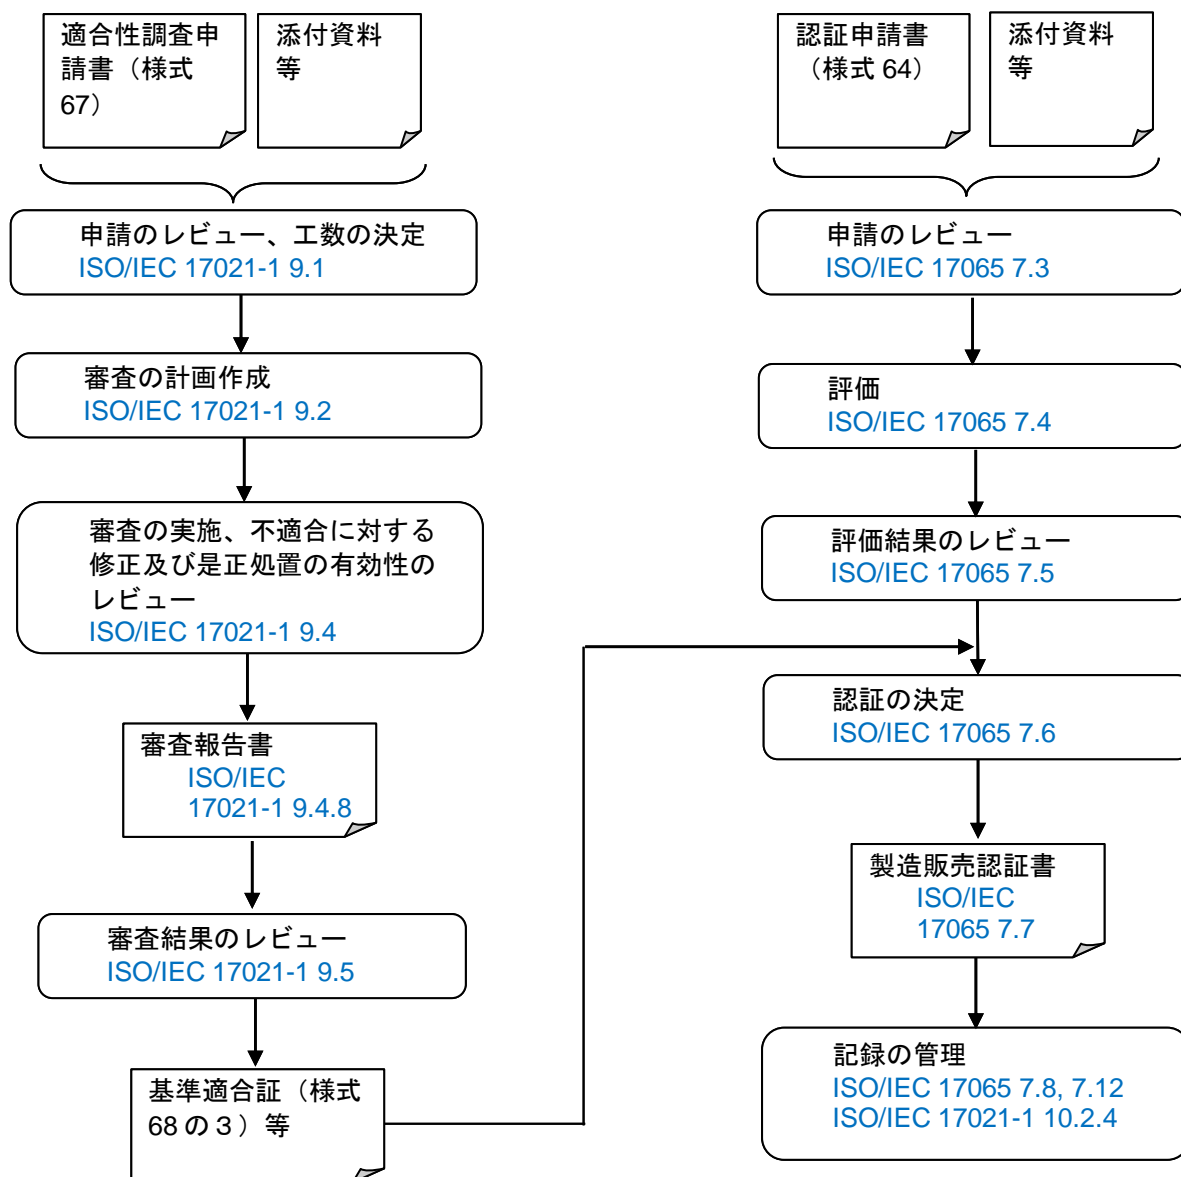 適合性調査申
請書（様式
67）
添付資料
等
申請のレビュー、工数の決定
ISO/IEC 17021-1 9.1
審査の計画作成
ISO/IEC 17021-1 9.2
審査の実施、不適合に対する
修正及び是正処置の有効性の
レビュー
ISO/IEC 17021-1 9.4
審査報告書
ISO/IEC
17021-1 9.4.8
審査結果のレビュー
ISO/IEC 17021-1 9.5
基準適合証（様式
68の３）等
認証申請書
（様式 64）
添付資料
等
申請のレビュー
ISO/IEC 17065 7.3
評価
ISO/IEC 17065 7.4
評価結果のレビュー
ISO/IEC 17065 7.5
認証の決定
ISO/IEC 17065 7.6
製造販売認証書
ISO/IEC
17065 7.7
記録の管理
ISO/IEC 17065 7.8, 7.12
ISO/IEC 17021-1 10.2.4